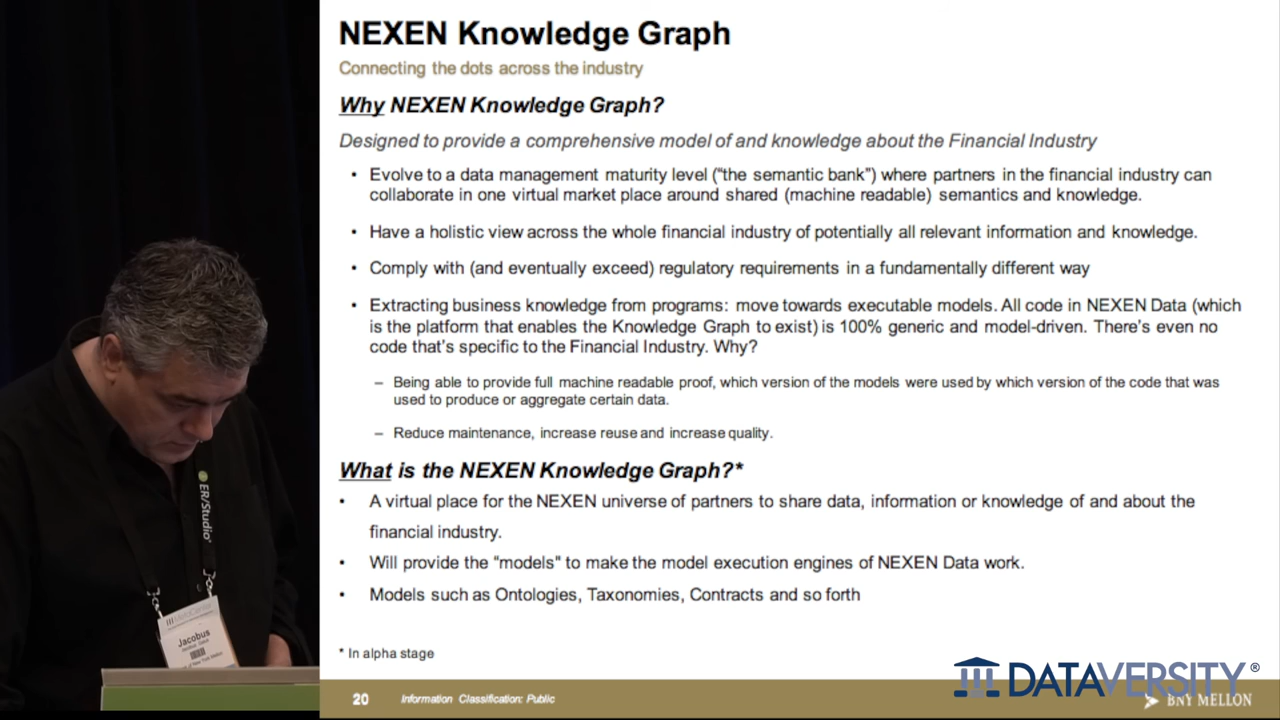 NEXEN Knowledge Graph
Connecting the dots across the industry
Why NEXEN Knowledge Graph?
Designed to provide a comprehensive model of and knowledge about the Financial Industry
• Evolve to a data management maturity level (“the semantic bank”) where partners in the financial industry can
collaborate in one virtual market place around shared (machine readable) semantics and knowledge.
• Have a holistic view across the whole financial industry of potentially all relevant information and knowledge.
• Comply with (and eventually exceed) regulatory requirements in a fundamentally different way
• Extracting business knowledge from programs: move towards executable models. All code in NEXEN Data (which
is the platform that enables the Knowledge Graph to exist) is 100% generic and model-driven. There’s even no
code that’s specific to the Financial Industry. Why?
– Being able to provide full machine readable proof, which version of the models were used by which version of the code that was
used to produce or aggregate certain data.
– Reduce maintenance, increase reuse and increase quality.
What is the NEXEN Knowledge Graph?*
• A virtual place for the NEXEN universe of partners to share data, information or knowledge of and about the
financial industry.
• Will provide the "models" to make the model execution engines of NEXEN Data work.
• Models such as Ontologies, Taxonomies, Contracts and so forth
* In alpha stage
20 Information Classification: Public
DATAVERSITY®
BNY MELLON
ER/Studio
Jacobus